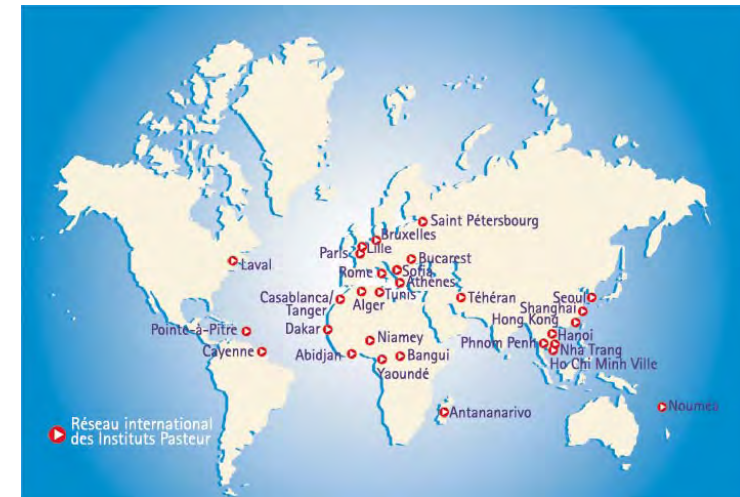 Saint Pétersbourg
Bruxelles
Lille
Paris
Bucarest
Laval
Rome
Sofia
Athènes
Casablanca/
Tanger
Alger
Tunis
Téhéran
Seoul
Shanghai
Hong Kong
Pointe-à-Pitre
Dakar
Niamey
Hanoi
Phnom Penh
Nha Trang
Cayenne
Abidjan
Bangui
Ho Chi Minh Ville
Yaoundé
Antananarivo
Nouméa
Réseau international
des Instituts Pasteur